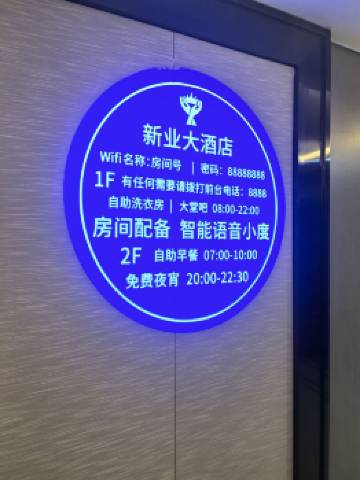 新业大酒店
Wifi名称:房间号 | 密码:88888888
1F 有任何需要请拨打前台电话:8888
自助洗衣房 | 大堂吧 08:00-22:00
房间配备 智能语音小度
2F 自助早餐 07:00-10:00
免费夜宵 20:00-22:30